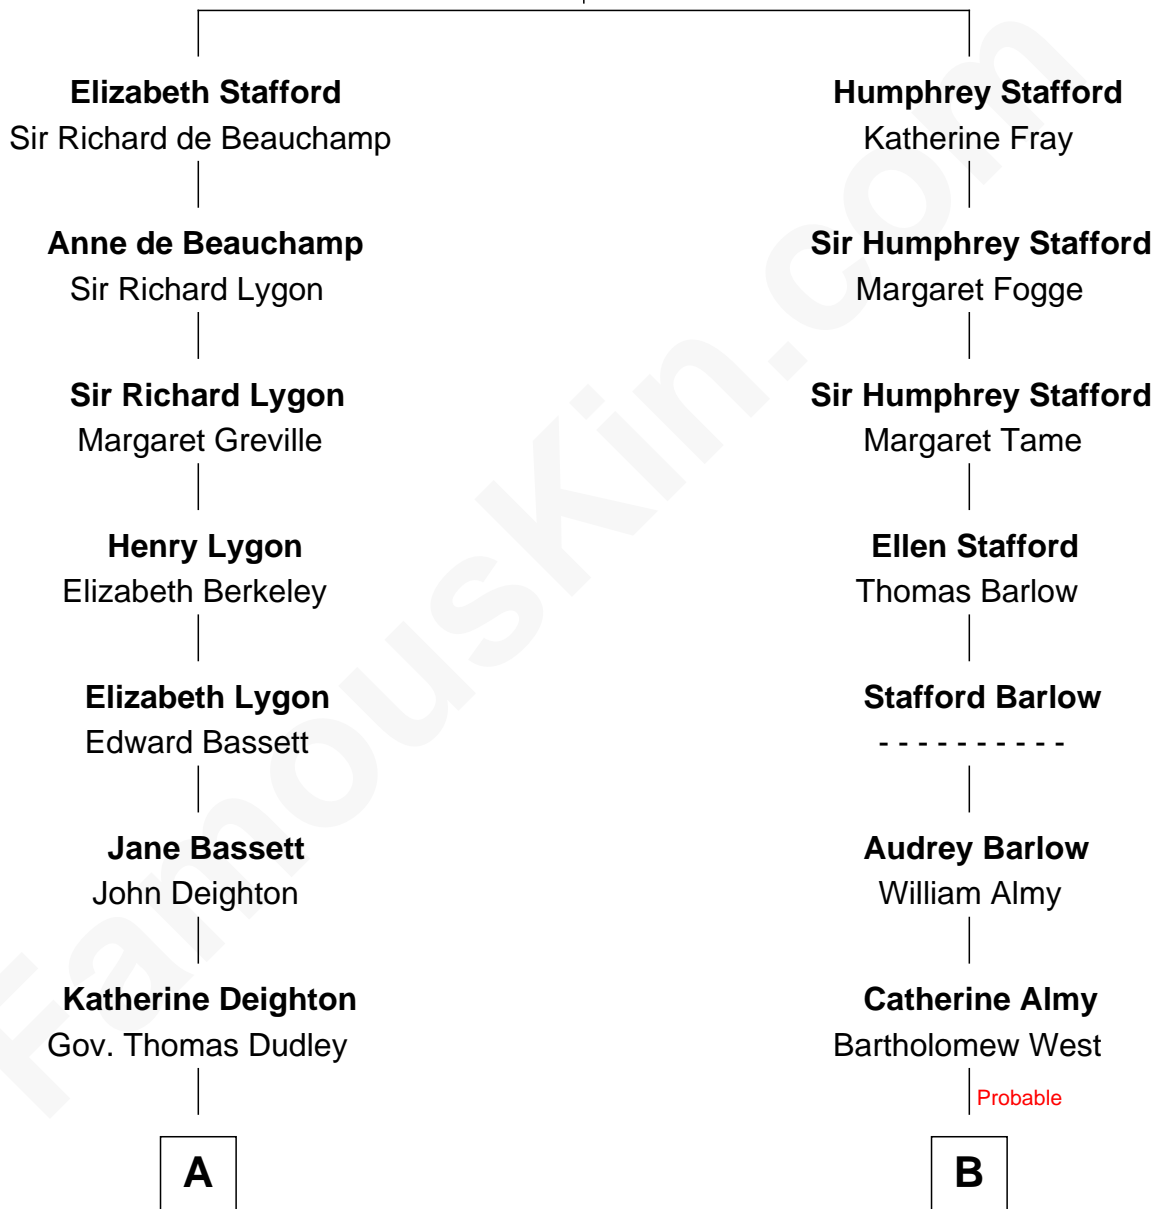 Elizabeth Stafford
Sir Richard de Beauchamp
Anne de Beauchamp
Sir Richard Lygon
Sir Richard Lygon
Margaret Greville
Henry Lygon
Elizabeth Berkeley
Elizabeth Lygon
Edward Bassett
Jane Bassett
John Deighton
Katherine Deighton
Gov. Thomas Dudley
A
Humphrey Stafford
Katherine Fray
Sir Humphrey Stafford
Margaret Fogge
Sir Humphrey Stafford
Margaret Tame
Ellen Stafford
Thomas Barlow
Stafford Barlow
- - - - - - - - - -
Audrey Barlow
William Almy
Catherine Almy
Bartholomew West
Probable
B
FamousKin.com